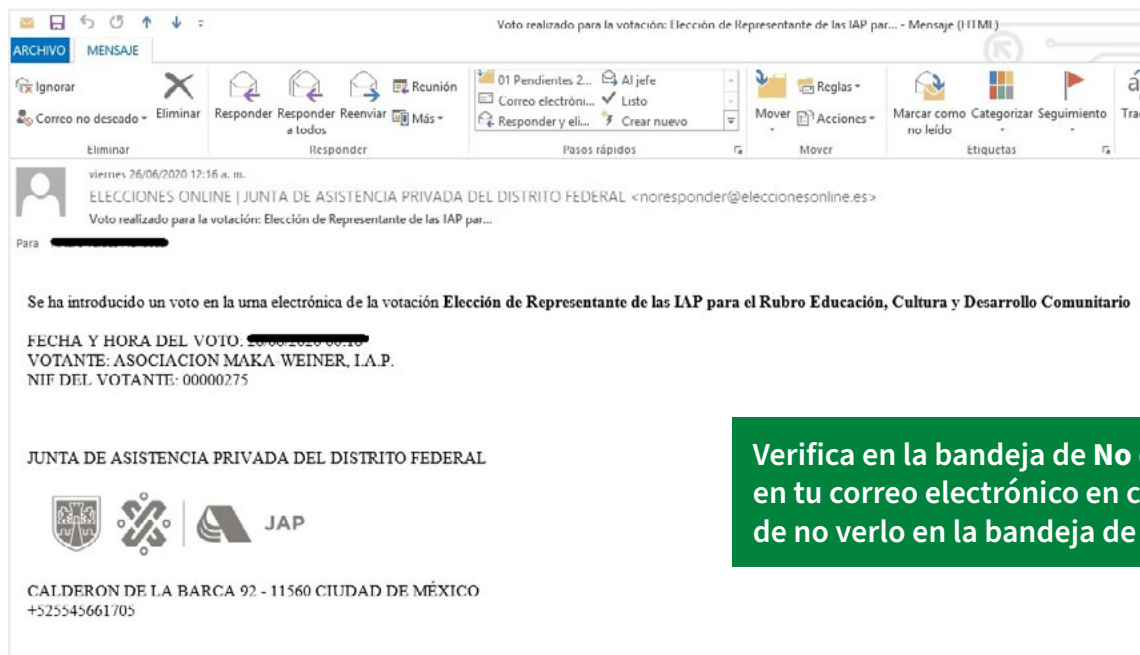 Voto realizado para la votación: Elección de Representante de las IAP par... - Mensaje (HTML)
ARCHIVO MENSAJE
Ignorar
Correo no deseado
Eliminar
Responder Responder a todos Reenviar
Reunión
Más
01 Pendientes 2... Al jefe
Correo electróni... Listo
Responder y eli... Crear nuevo
Mover
Reglas
Acciones
Marcar como no leído
Categorizar
Seguimiento
Eliminar Responder Pasos rápidos Mover Etiquetas
viernes 26/06/2020 12:16 a. m.
ELECCIONES ONLINE | JUNTA DE ASISTENCIA PRIVADA DEL DISTRITO FEDERAL <noresponder@eleccionesonline.es>
Voto realizado para la votación: Elección de Representante de las IAP par...
Para
Se ha introducido un voto en la urna electrónica de la votación Elección de Representante de las IAP para el Rubro Educación, Cultura y Desarrollo Comunitario
FECHA Y HORA DEL VOTO:
VOTANTE: ASOCIACION MAKA-WEINER, I.A.P.
NIF DEL VOTANTE: 00000275
JUNTA DE ASISTENCIA PRIVADA DEL DISTRITO FEDERAL
JAP
Verifica en la bandeja de No
en tu correo electrónico en
de no verlo en la bandeja de
CALDERON DE LA BARCA 92 - 11560 CIUDAD DE MÉXICO
+525545661705